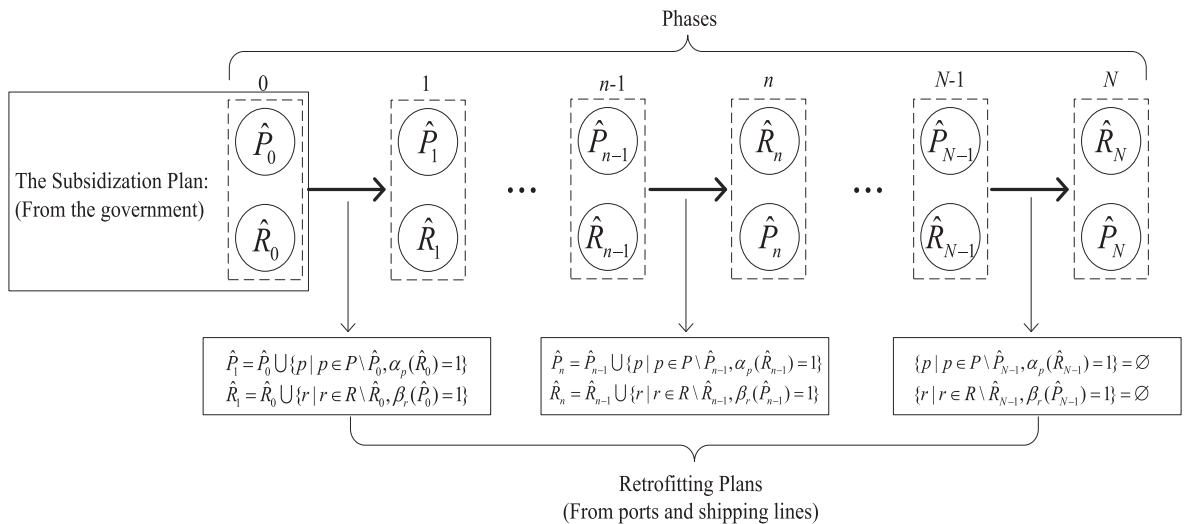 Phases
0 1 n-1 n N-1 N
P̂₀ P̂₁ P̂ₙ₋₁ R̂ₙ P̂_{N−1} R̂_N
The Subsidization Plan:
(From the government)
... ...
R̂₀ R̂₁ R̂ₙ₋₁ P̂ₙ R̂_{N−1} P̂_N
P̂₁ = P̂₀ ⋃{p | p ∈ P \ P̂₀, αₚ(R̂₀) = 1}
R̂₁ = R̂₀ ⋃{r | r ∈ R \ R̂₀, βᵣ(P̂₀) = 1}
P̂ₙ = P̂ₙ₋₁ ⋃{p | p ∈ P \ P̂ₙ₋₁, αₚ(R̂ₙ₋₁) = 1}
R̂ₙ = R̂ₙ₋₁ ⋃{r | r ∈ R \ R̂ₙ₋₁, βᵣ(P̂ₙ₋₁) = 1}
{p | p ∈ P \ P̂_{N−1}, αₚ(R̂_{N−1}) = 1} = ∅
{r | r ∈ R \ R̂_{N−1}, βᵣ(P̂_{N−1}) = 1} = ∅
Retrofitting Plans
(From ports and shipping lines)